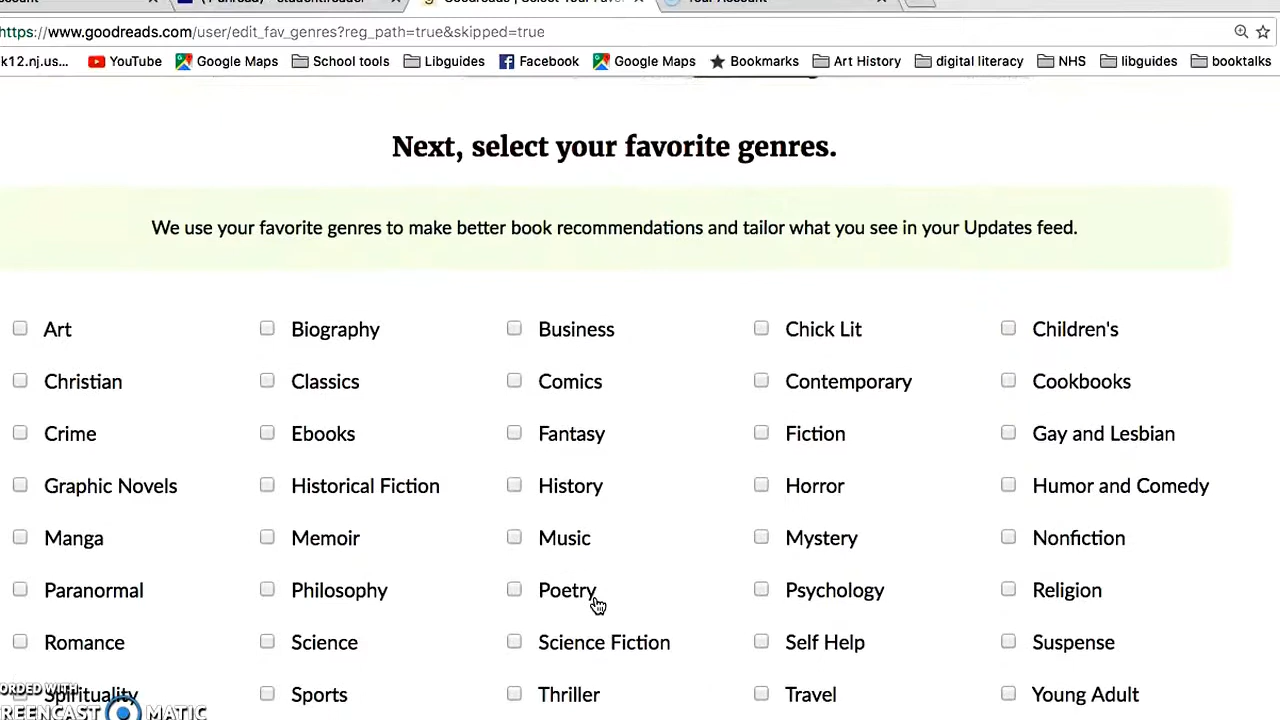 https://www.goodreads.com/user/edit_fav_genres?reg_path=true&skipped=true
k12.nj.us... YouTube Google Maps School tools Libguides Facebook Google Maps Bookmarks Art History digital literacy NHS libguides booktalks
Next, select your favorite genres.
We use your favorite genres to make better book recommendations and tailor what you see in your Updates feed.
Art Biography Business Chick Lit Children's
Christian Classics Comics Contemporary Cookbooks
Crime Ebooks Fantasy Fiction Gay and Lesbian
Graphic Novels Historical Fiction History Horror Humor and Comedy
Manga Memoir Music Mystery Nonfiction
Paranormal Philosophy Poetry Psychology Religion
Romance Science Science Fiction Self Help Suspense
Spirituality Sports Thriller Travel Young Adult
ORDED WITH
REENCAST MATIC